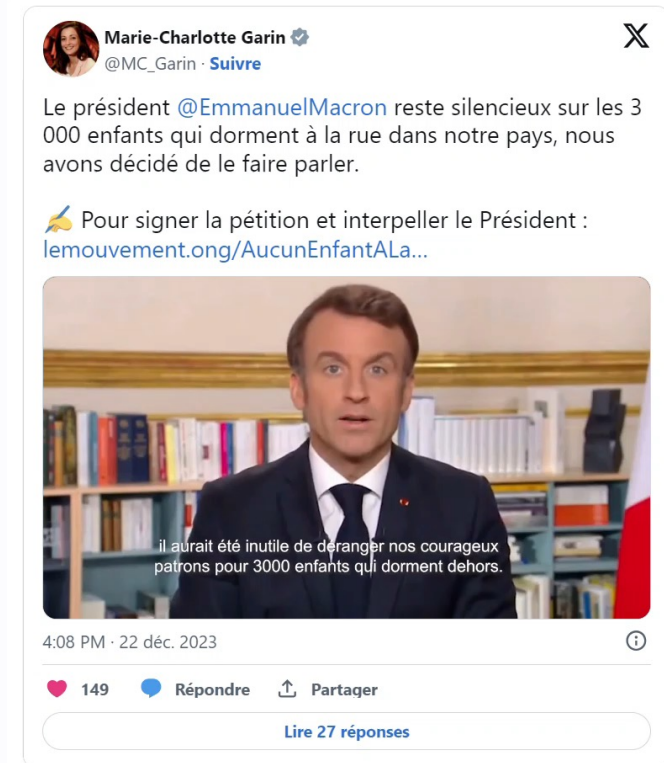 Marie-Charlotte Garin
@MC_Garin · Suivre
Le président @EmmanuelMacron reste silencieux sur les 3
000 enfants qui dorment à la rue dans notre pays, nous
avons décidé de le faire parler.
✍️ Pour signer la pétition et interpeller le Président :
lemouvement.ong/AucunEnfantALa...
il aurait été inutile de déranger nos courageux
patrons pour 3000 enfants qui dorment dehors.
4:08 PM · 22 déc. 2023
149 Répondre Partager
Lire 27 réponses